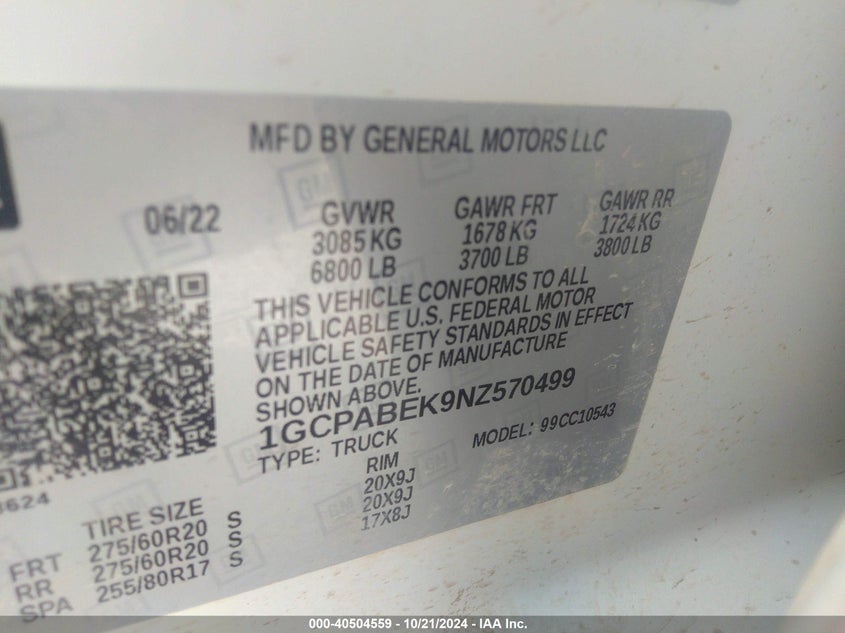 MFD BY GENERAL MOTORS LLC
06/22
GVWR GAWR FRT GAWR RR
3085 KG 1678 KG 1724 KG
6800 LB 3700 LB 3800 LB
THIS VEHICLE CONFORMS TO ALL
APPLICABLE U.S. FEDERAL MOTOR
VEHICLE SAFETY STANDARDS IN EFFECT
ON THE DATE OF MANUFACTURE
SHOWN ABOVE.
1GCPABEK9NZ570499
TYPE: TRUCK MODEL: 99CC10543
TIRE SIZE RIM
FRT 275/60R20 S 20X9J
RR 275/60R20 S 20X9J
SPA 255/80R17 S 17X8J
GM
000-40504559 - 10/21/2024 - IAA Inc.